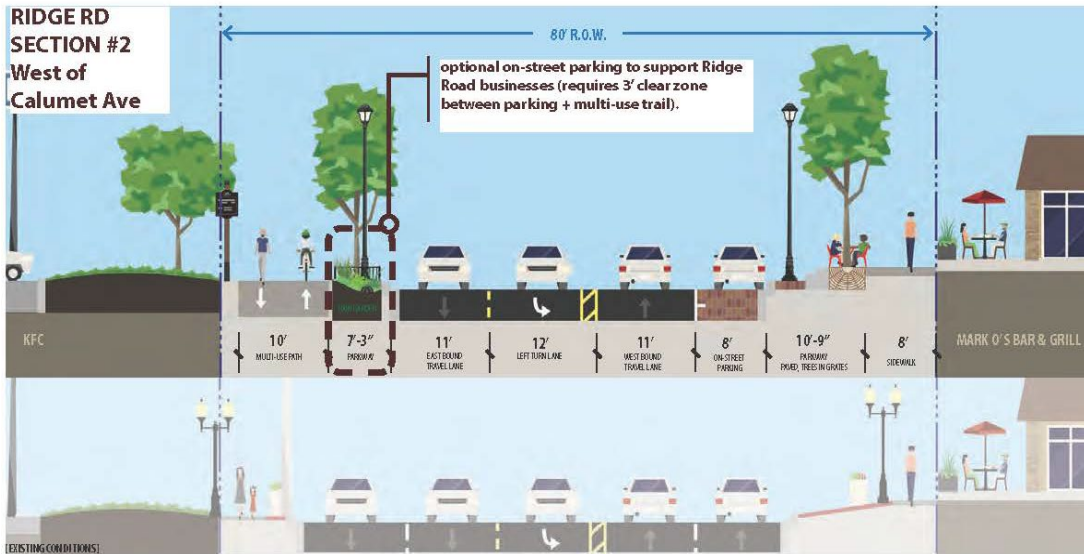 RIDGE RD
SECTION #2
West of
Calumet Ave
80' R.O.W.
optional on-street parking to support Ridge
Road businesses (requires 3' clear zone
between parking + multi-use trail).
KFC
10'
MULTI-USE PATH
7'-3"
PARKWAY
11'
EAST BOUND
TRAVEL LANE
12'
LEFT TURN LANE
11'
WEST BOUND
TRAVEL LANE
8'
ON-STREET
PARKING
10'-9"
PARKWAY
PAVED, TREES IN GRATES
8'
SIDEWALK
MARK O'S BAR & GRILL
[EXISTING CONDITIONS]